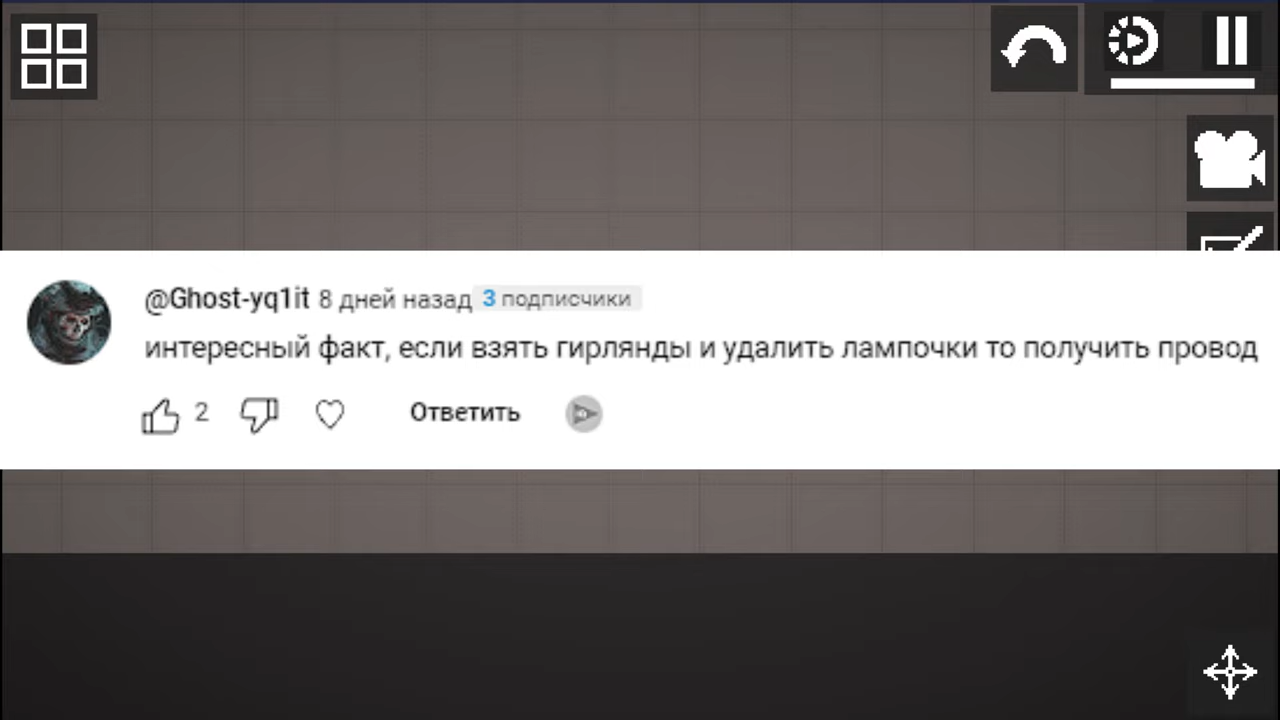 @Ghost-yq1it 8 дней назад 3 подписчики
интересный факт, если взять гирлянды и удалить лампочки то получить провод
2 Ответить